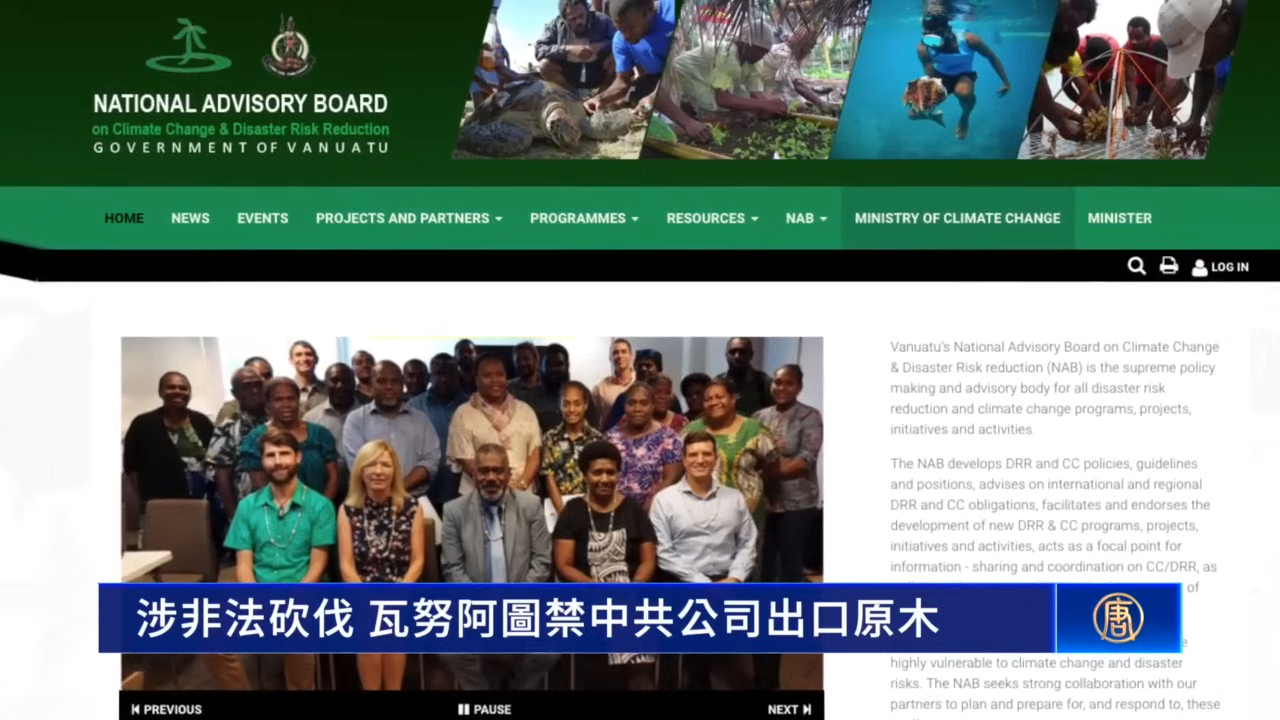 NATIONAL ADVISORY BOARD
on Climate Change & Disaster Risk Reduction
GOVERNMENT OF VANUATU
HOME NEWS EVENTS PROJECTS AND PARTNERS PROGRAMMES RESOURCES NAB MINISTRY OF CLIMATE CHANGE MINISTER
LOG IN
Vanuatu's National Advisory Board on Climate Change
& Disaster Risk reduction (NAB) is the supreme policy
making and advisory body for all disaster risk
reduction and climate change programs, projects,
initiatives and activities.
The NAB develops DRR and CC policies, guidelines
and positions, advises on international and regional
DRR and CC obligations, facilitates and endorses the
development of new DRR & CC programs, projects,
initiatives and activities, acts as a focal point for
information - sharing and coordination on CC/DRR, as
of
涉非法砍伐 瓦努阿圖禁中共公司出口原木
唐
highly vulnerable to climate change and disaster
risks. The NAB seeks strong collaboration with our
partners to plan and prepare for, and respond to, these
PREVIOUS PAUSE NEXT